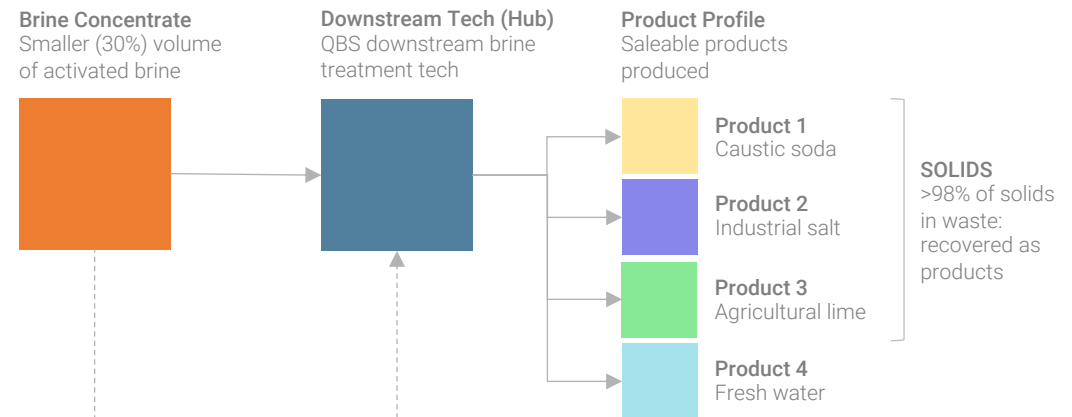 Brine Concentrate
Smaller (30%) volume
of activated brine
Downstream Tech (Hub)
QBS downstream brine
treatment tech
Product Profile
Saleable products
produced
Product 1
Caustic soda
Product 2
Industrial salt
Product 3
Agricultural lime
Product 4
Fresh water
SOLIDS
>98% of solids
in waste:
recovered as
products